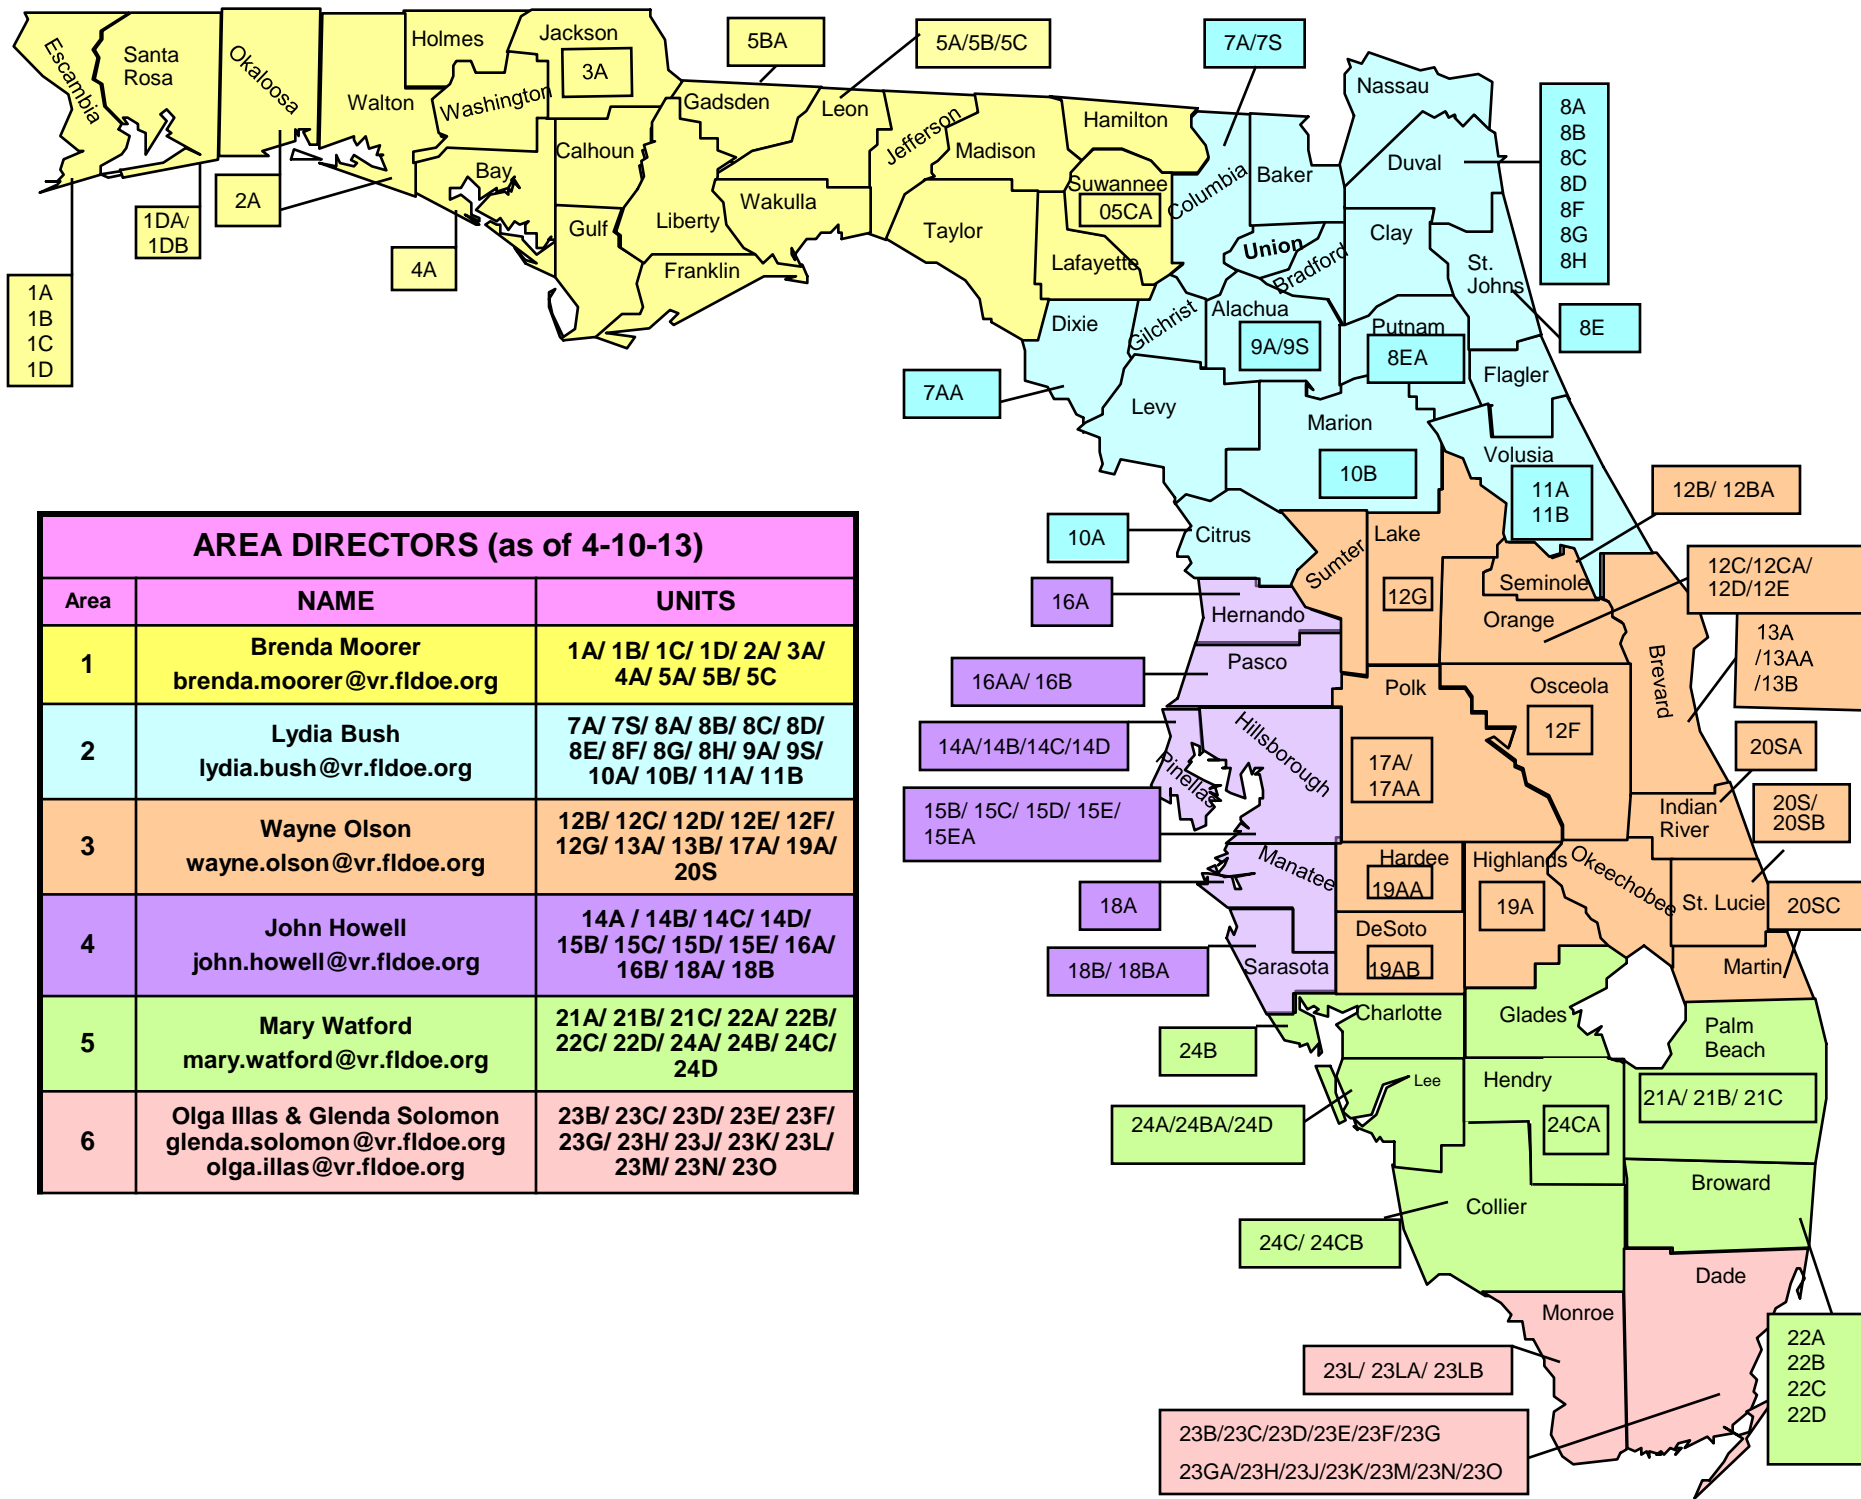 Escambia
Santa
Rosa
Okaloosa
Walton
Holmes
Washington
Jackson
3A
Bay
Calhoun
Gulf
Gadsden
Liberty
Franklin
Leon
Wakulla
Jefferson
Madison
Taylor
Hamilton
Suwannee
05CA
Lafayette
5BA
5A/5B/5C
7A/7S
1A
1B
1C
1D
1DA/
1DB
2A
4A
Columbia
Baker
Nassau
Duval
Union
Bradford
Clay
St.
Johns
8A
8B
8C
8D
8F
8G
8H
8E
Dixie
Gilchrist
Alachua
9A/9S
Putnam
8EA
Flagler
7AA
Levy
Marion
10B
Volusia
11A
11B
12B/ 12BA
10A
Citrus
Sumter
Lake
12G
Seminole
Orange
12C/12CA/
12D/12E
16A
Hernando
Pasco
16AA/ 16B
Polk
17A/
17AA
Osceola
12F
Brevard
13A
/13AA
/13B
14A/14B/14C/14D
Pinellas
Hillsborough
15B/ 15C/ 15D/ 15E/
15EA
20SA
Indian
River
20S/
20SB
Manatee
18A
Hardee
19AA
Highlands
19A
Okeechobee
St. Lucie
20SC
DeSoto
19AB
Sarasota
18B/ 18BA
Martin
Charlotte
Glades
24B
Palm
Beach
21A/ 21B/ 21C
Lee
Hendry
24CA
24A/24BA/24D
Broward
Collier
24C/ 24CB
Dade
Monroe
22A
22B
22C
22D
23L/ 23LA/ 23LB
23B/23C/23D/23E/23F/23G
23GA/23H/23J/23K/23M/23N/23O
AREA DIRECTORS (as of 4-10-13)
Area NAME UNITS
1
Brenda Moorer
brenda.moorer@vr.fldoe.org
1A/ 1B/ 1C/ 1D/ 2A/ 3A/
4A/ 5A/ 5B/ 5C
2
Lydia Bush
lydia.bush@vr.fldoe.org
7A/ 7S/ 8A/ 8B/ 8C/ 8D/
8E/ 8F/ 8G/ 8H/ 9A/ 9S/
10A/ 10B/ 11A/ 11B
3
Wayne Olson
wayne.olson@vr.fldoe.org
12B/ 12C/ 12D/ 12E/ 12F/
12G/ 13A/ 13B/ 17A/ 19A/
20S
4
John Howell
john.howell@vr.fldoe.org
14A / 14B/ 14C/ 14D/
15B/ 15C/ 15D/ 15E/ 16A/
16B/ 18A/ 18B
5
Mary Watford
mary.watford@vr.fldoe.org
21A/ 21B/ 21C/ 22A/ 22B/
22C/ 22D/ 24A/ 24B/ 24C/
24D
6
Olga Illas & Glenda Solomon
glenda.solomon@vr.fldoe.org
olga.illas@vr.fldoe.org
23B/ 23C/ 23D/ 23E/ 23F/
23G/ 23H/ 23J/ 23K/ 23L/
23M/ 23N/ 23O